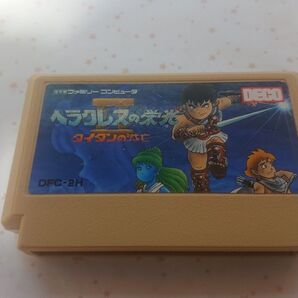 ファミリー コンピュータ
DECO
ヘラクレスの栄光
II
タイタンの滅亡
DFC-2H